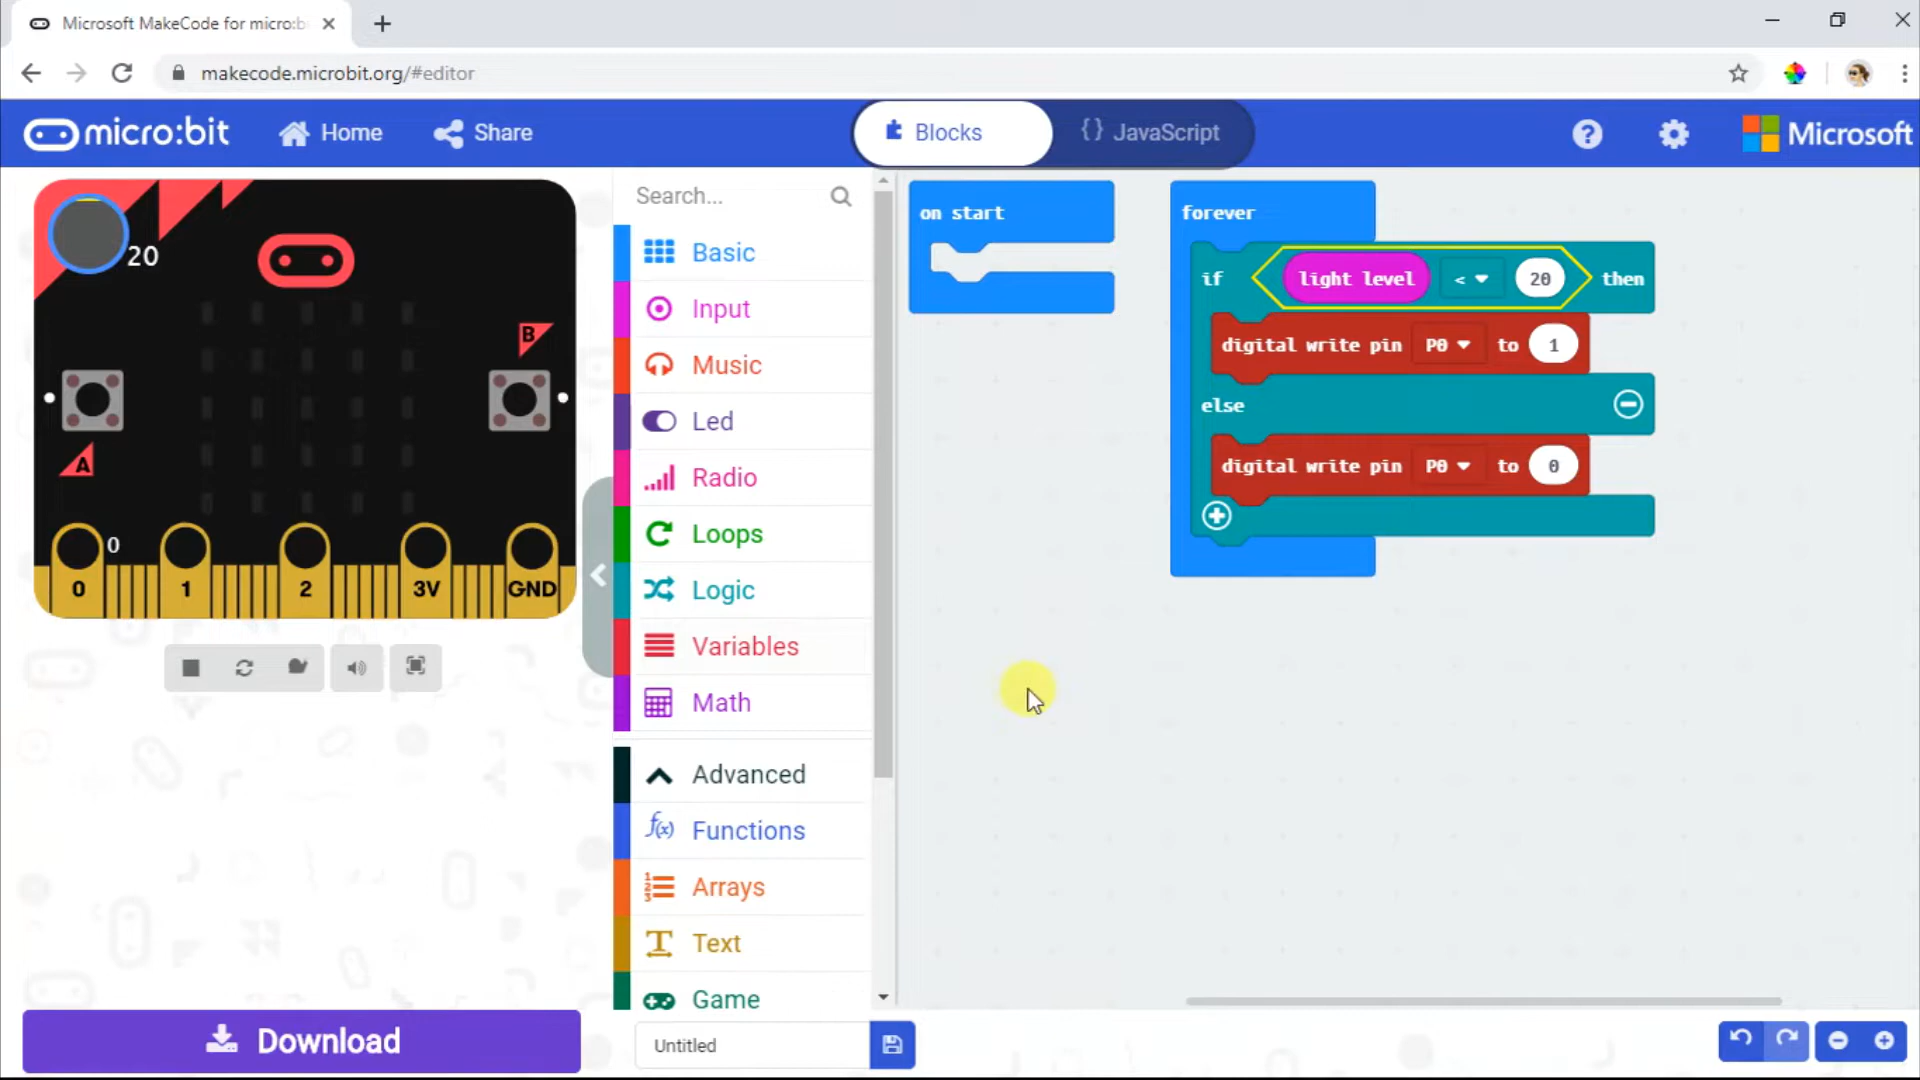 Microsoft MakeCode for micro:b
makecode.microbit.org/#editor
micro:bit
Home
Share
Blocks
{} JavaScript
?
Microsoft
20
B
A
0
0
1
2
3V
GND
Download
Search...
Basic
Input
Music
Led
Radio
Loops
Logic
Variables
Math
Advanced
f(x) Functions
Arrays
Text
Game
Untitled
on start
forever
if light level < 20 then
digital write pin P0 to 1
else
digital write pin P0 to 0